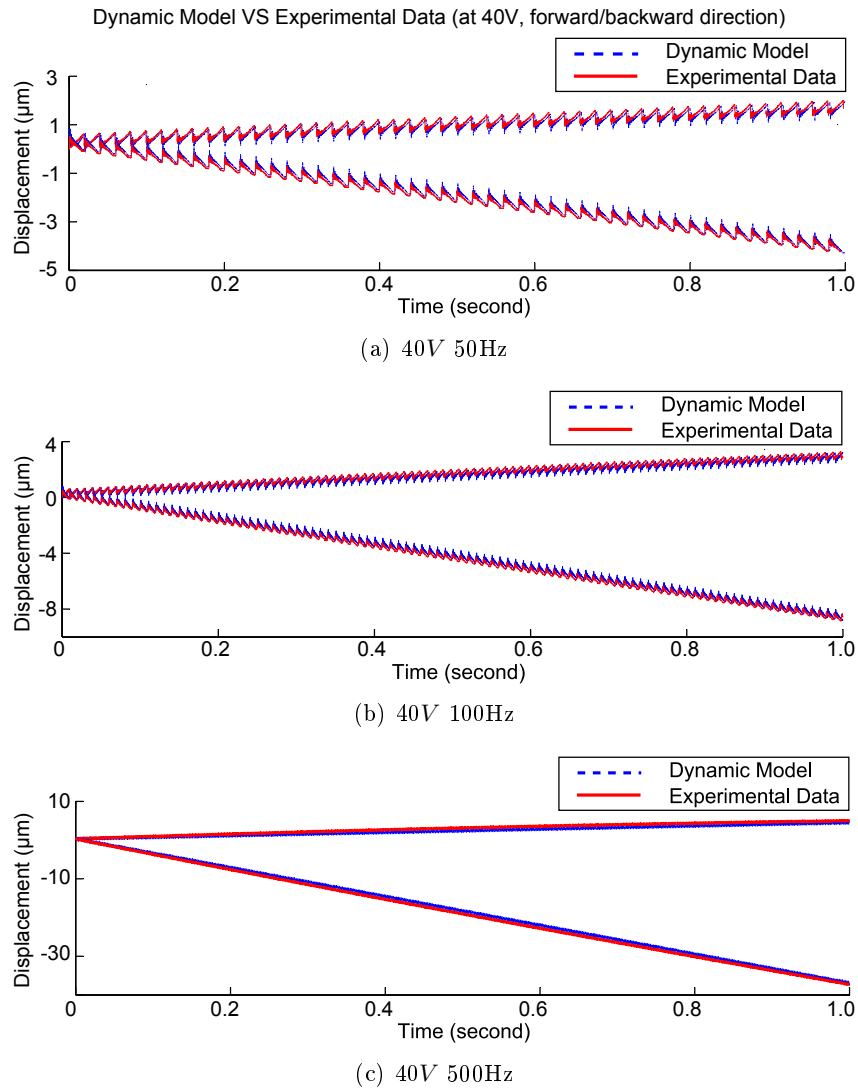 Dynamic Model VS Experimental Data (at 40V, forward/backward direction)
Dynamic Model
Experimental Data
Displacement (µm)
3
1
-1
-3
-5
0 0.2 0.4 0.6 0.8 1.0
Time (second)
(a) 40V 50Hz
Dynamic Model
Experimental Data
Displacement (µm)
4
0
-4
-8
0 0.2 0.4 0.6 0.8 1.0
Time (second)
(b) 40V 100Hz
Dynamic Model
Experimental Data
Displacement (µm)
10
-10
-30
0 0.2 0.4 0.6 0.8 1.0
Time (second)
(c) 40V 500Hz